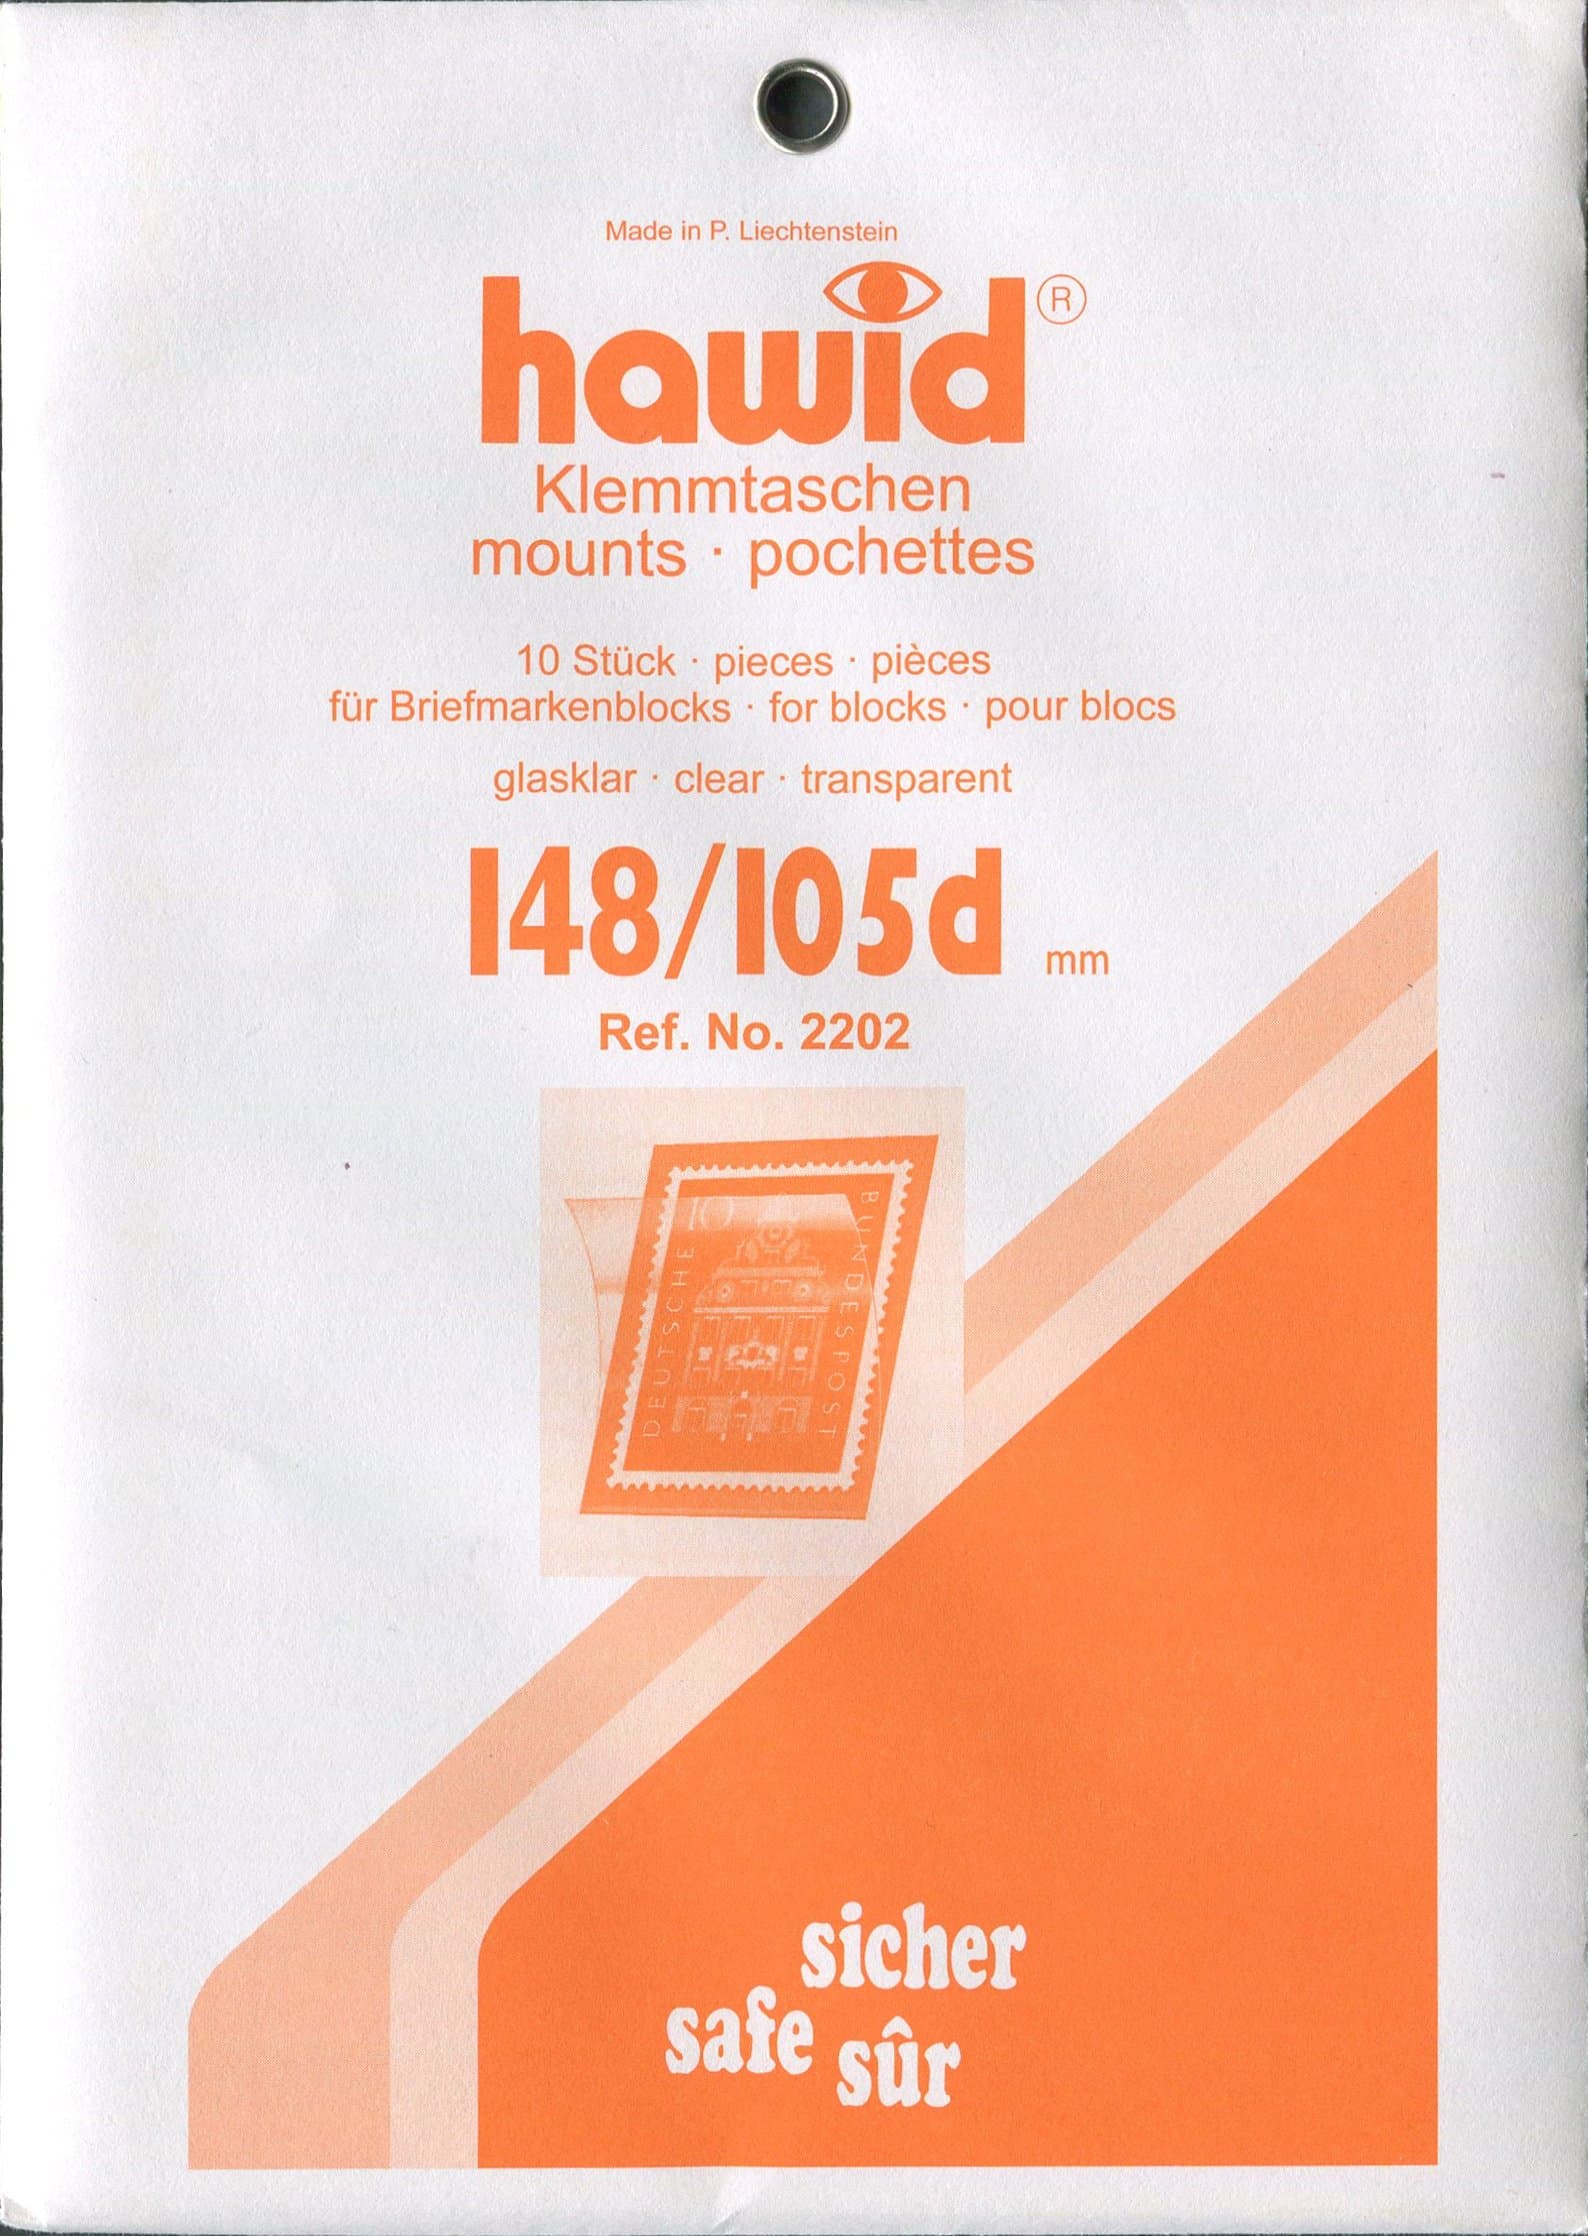 Made in P. Liechtenstein
hawid ®
Klemmtaschen
mounts · pochettes
10 Stück · pieces · pièces
für Briefmarkenblocks · for blocks · pour blocs
glasklar · clear · transparent
148/105d mm
Ref. No. 2202
10
DEUTSCHE
BUNDESPOST
sicher
safe
sûr